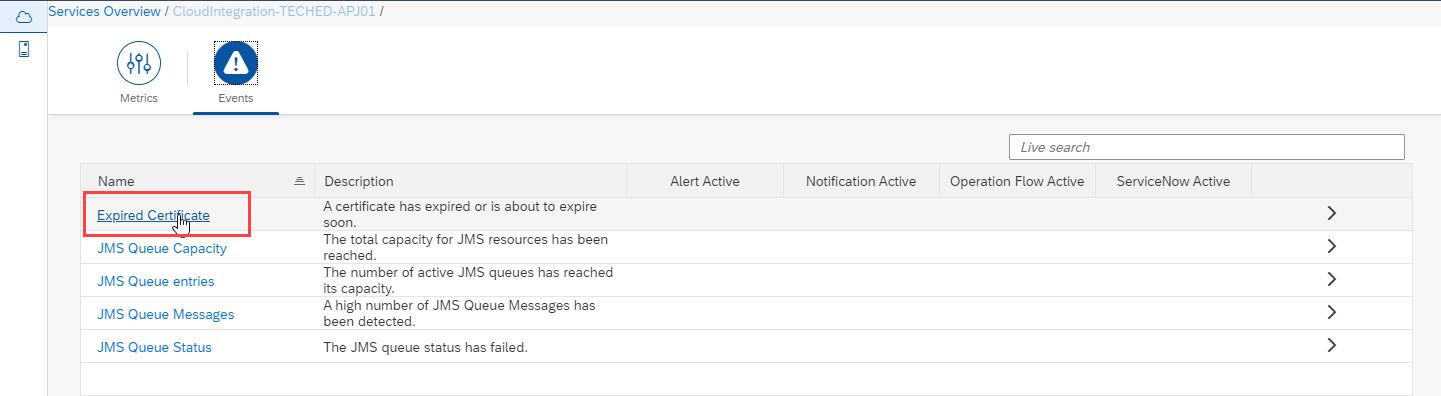 Services Overview / CloudIntegration-TECHED-APJ01 /
Metrics
Events
Live search
Name
Description
Alert Active
Notification Active
Operation Flow Active
ServiceNow Active
Expired Certificate
A certificate has expired or is about to expire
soon.
JMS Queue Capacity
The total capacity for JMS resources has been
reached.
JMS Queue entries
The number of active JMS queues has reached
its capacity.
JMS Queue Messages
A high number of JMS Queue Messages has
been detected.
JMS Queue Status
The JMS queue status has failed.